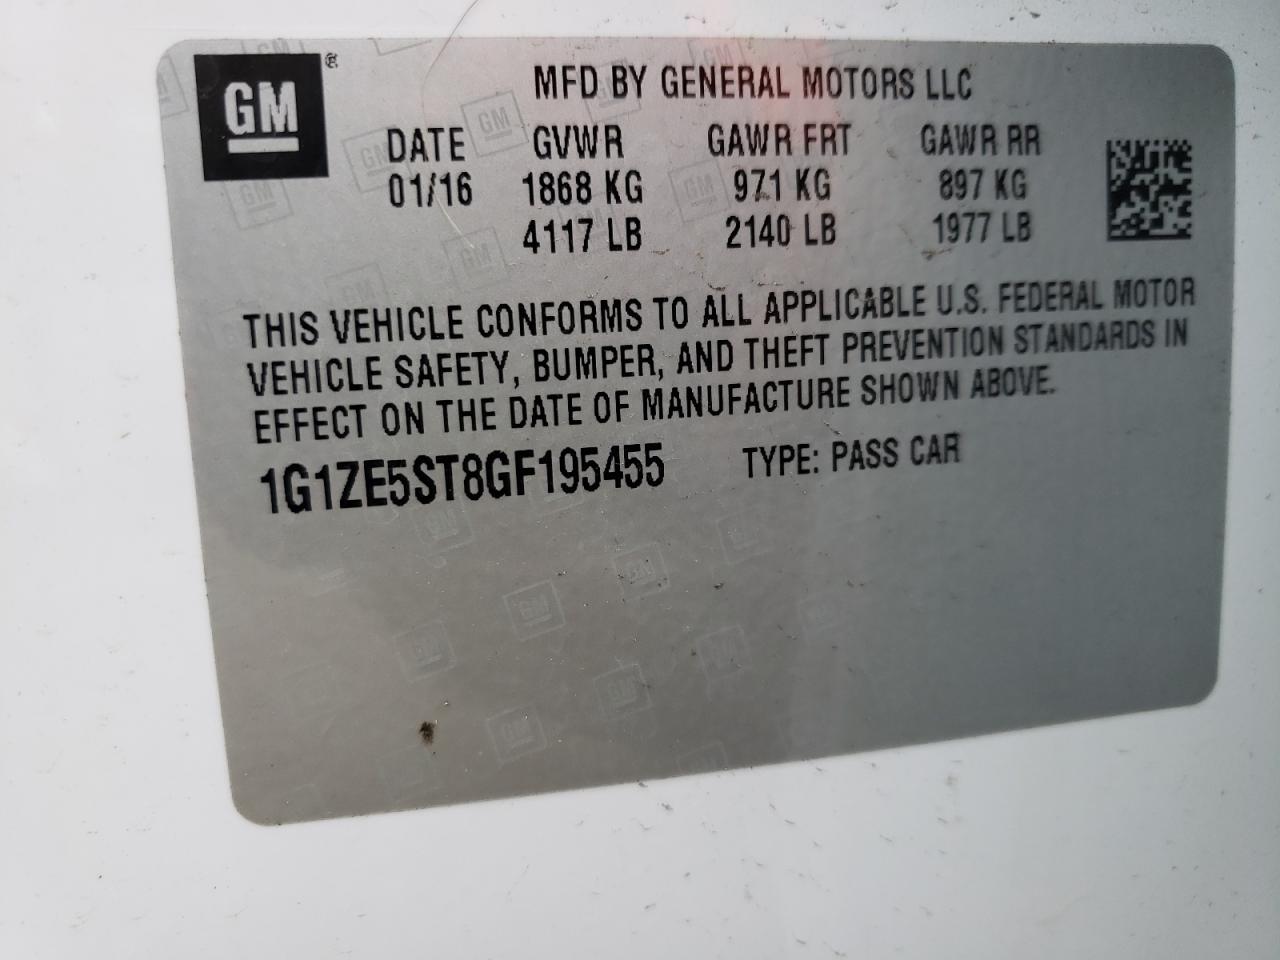 GM
MFD BY GENERAL MOTORS LLC
DATE GVWR GAWR FRT GAWR RR
01/16 1868 KG 971 KG 897 KG
4117 LB 2140 LB 1977 LB
THIS VEHICLE CONFORMS TO ALL APPLICABLE U.S. FEDERAL MOTOR
VEHICLE SAFETY, BUMPER, AND THEFT PREVENTION STANDARDS IN
EFFECT ON THE DATE OF MANUFACTURE SHOWN ABOVE.
1G1ZE5ST8GF195455 TYPE: PASS CAR